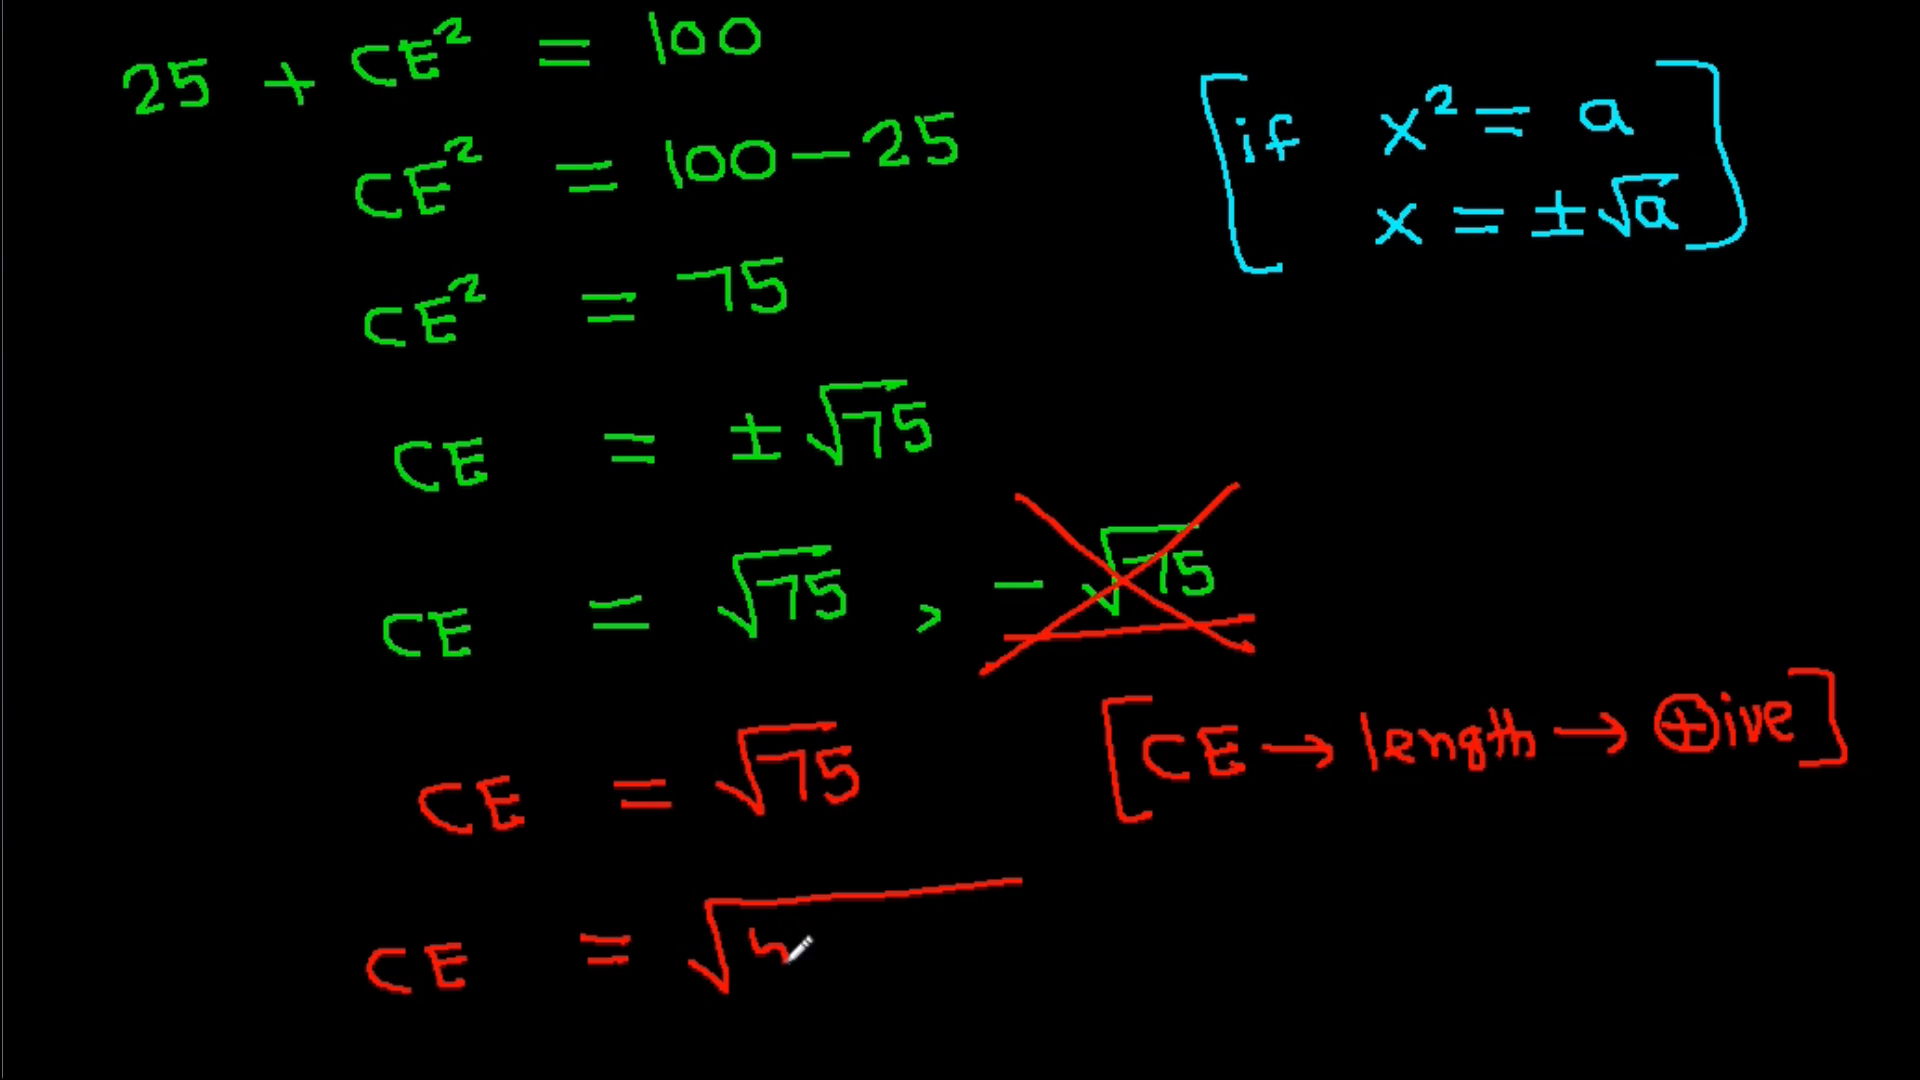 25 + CE² = 100
CE² = 100 - 25
CE² = 75
CE = ±√75
CE = √75 , - √75
CE = √75
CE = √
[if x² = a
x = ±√a]
[CE → length → ⊕ive]